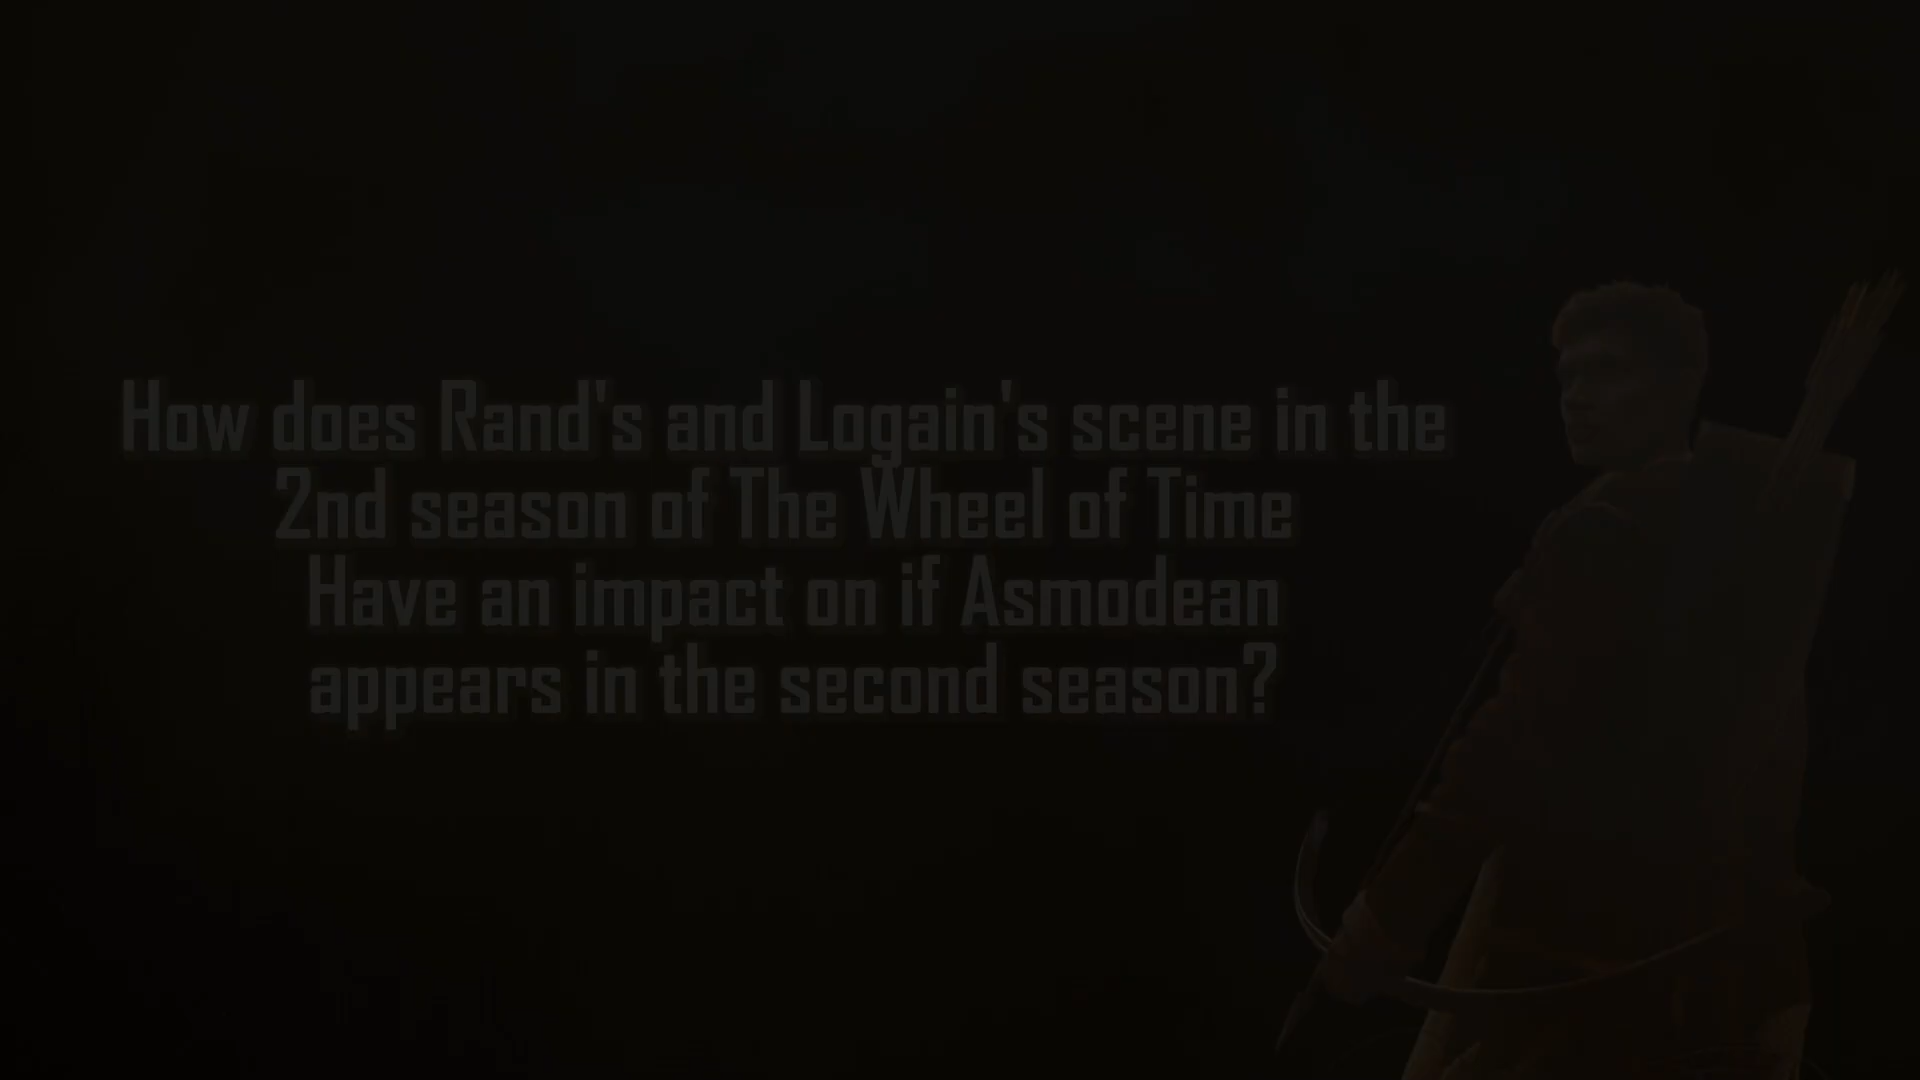 How does Rand's and Logain's scene in the
2nd season of The Wheel of Time
Have an impact on if Asmodean
appears in the second season?